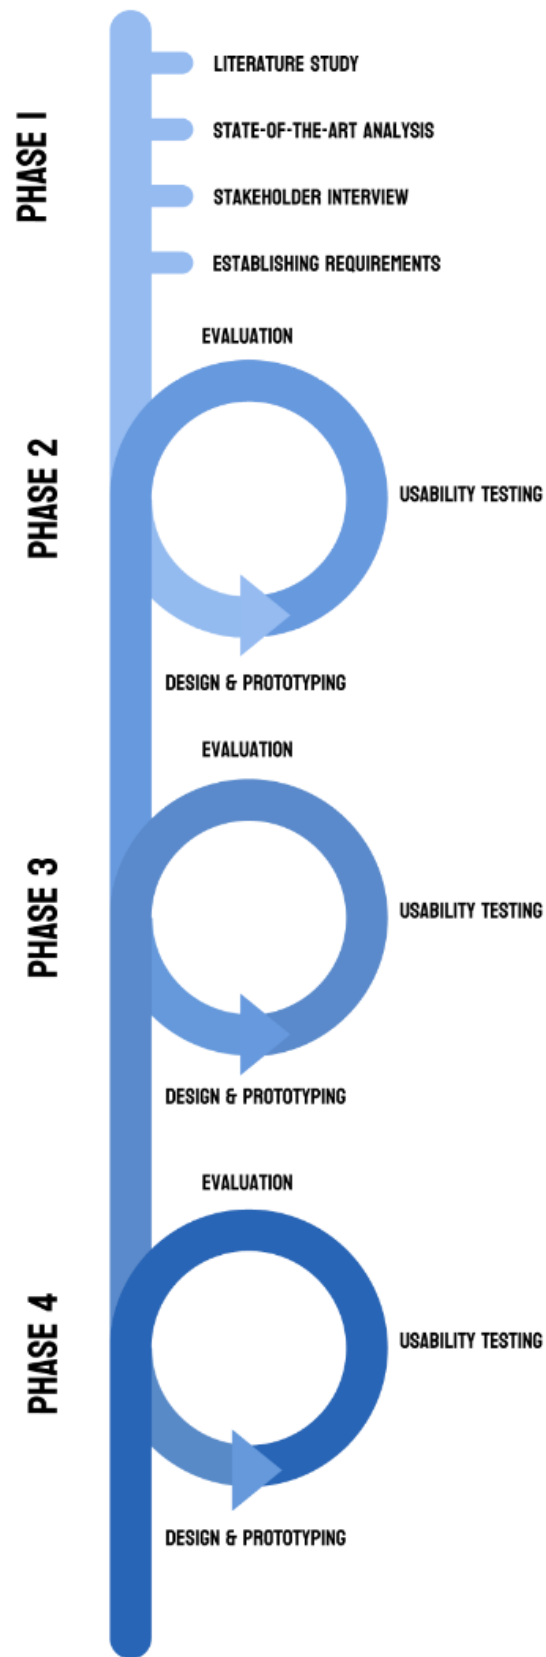 PHASE 1
LITERATURE STUDY
STATE-OF-THE-ART ANALYSIS
STAKEHOLDER INTERVIEW
ESTABLISHING REQUIREMENTS
PHASE 2
EVALUATION
USABILITY TESTING
DESIGN & PROTOTYPING
PHASE 3
EVALUATION
USABILITY TESTING
DESIGN & PROTOTYPING
PHASE 4
EVALUATION
USABILITY TESTING
DESIGN & PROTOTYPING